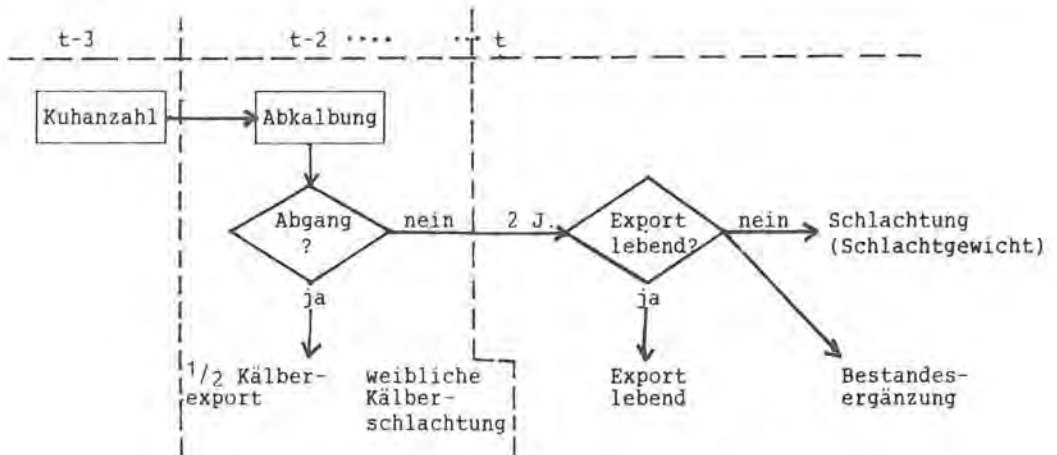 t-3
t-2 ....
... t
Kuhanzahl
Abkalbung
Abgang
?
nein
2 J..
Export
lebend?
nein
Schlachtung
(Schlachtgewicht)
ja
ja
1/2 Kälber-
export
weibliche
Kälber-
schlachtung
Export
lebend
Bestandes-
ergänzung